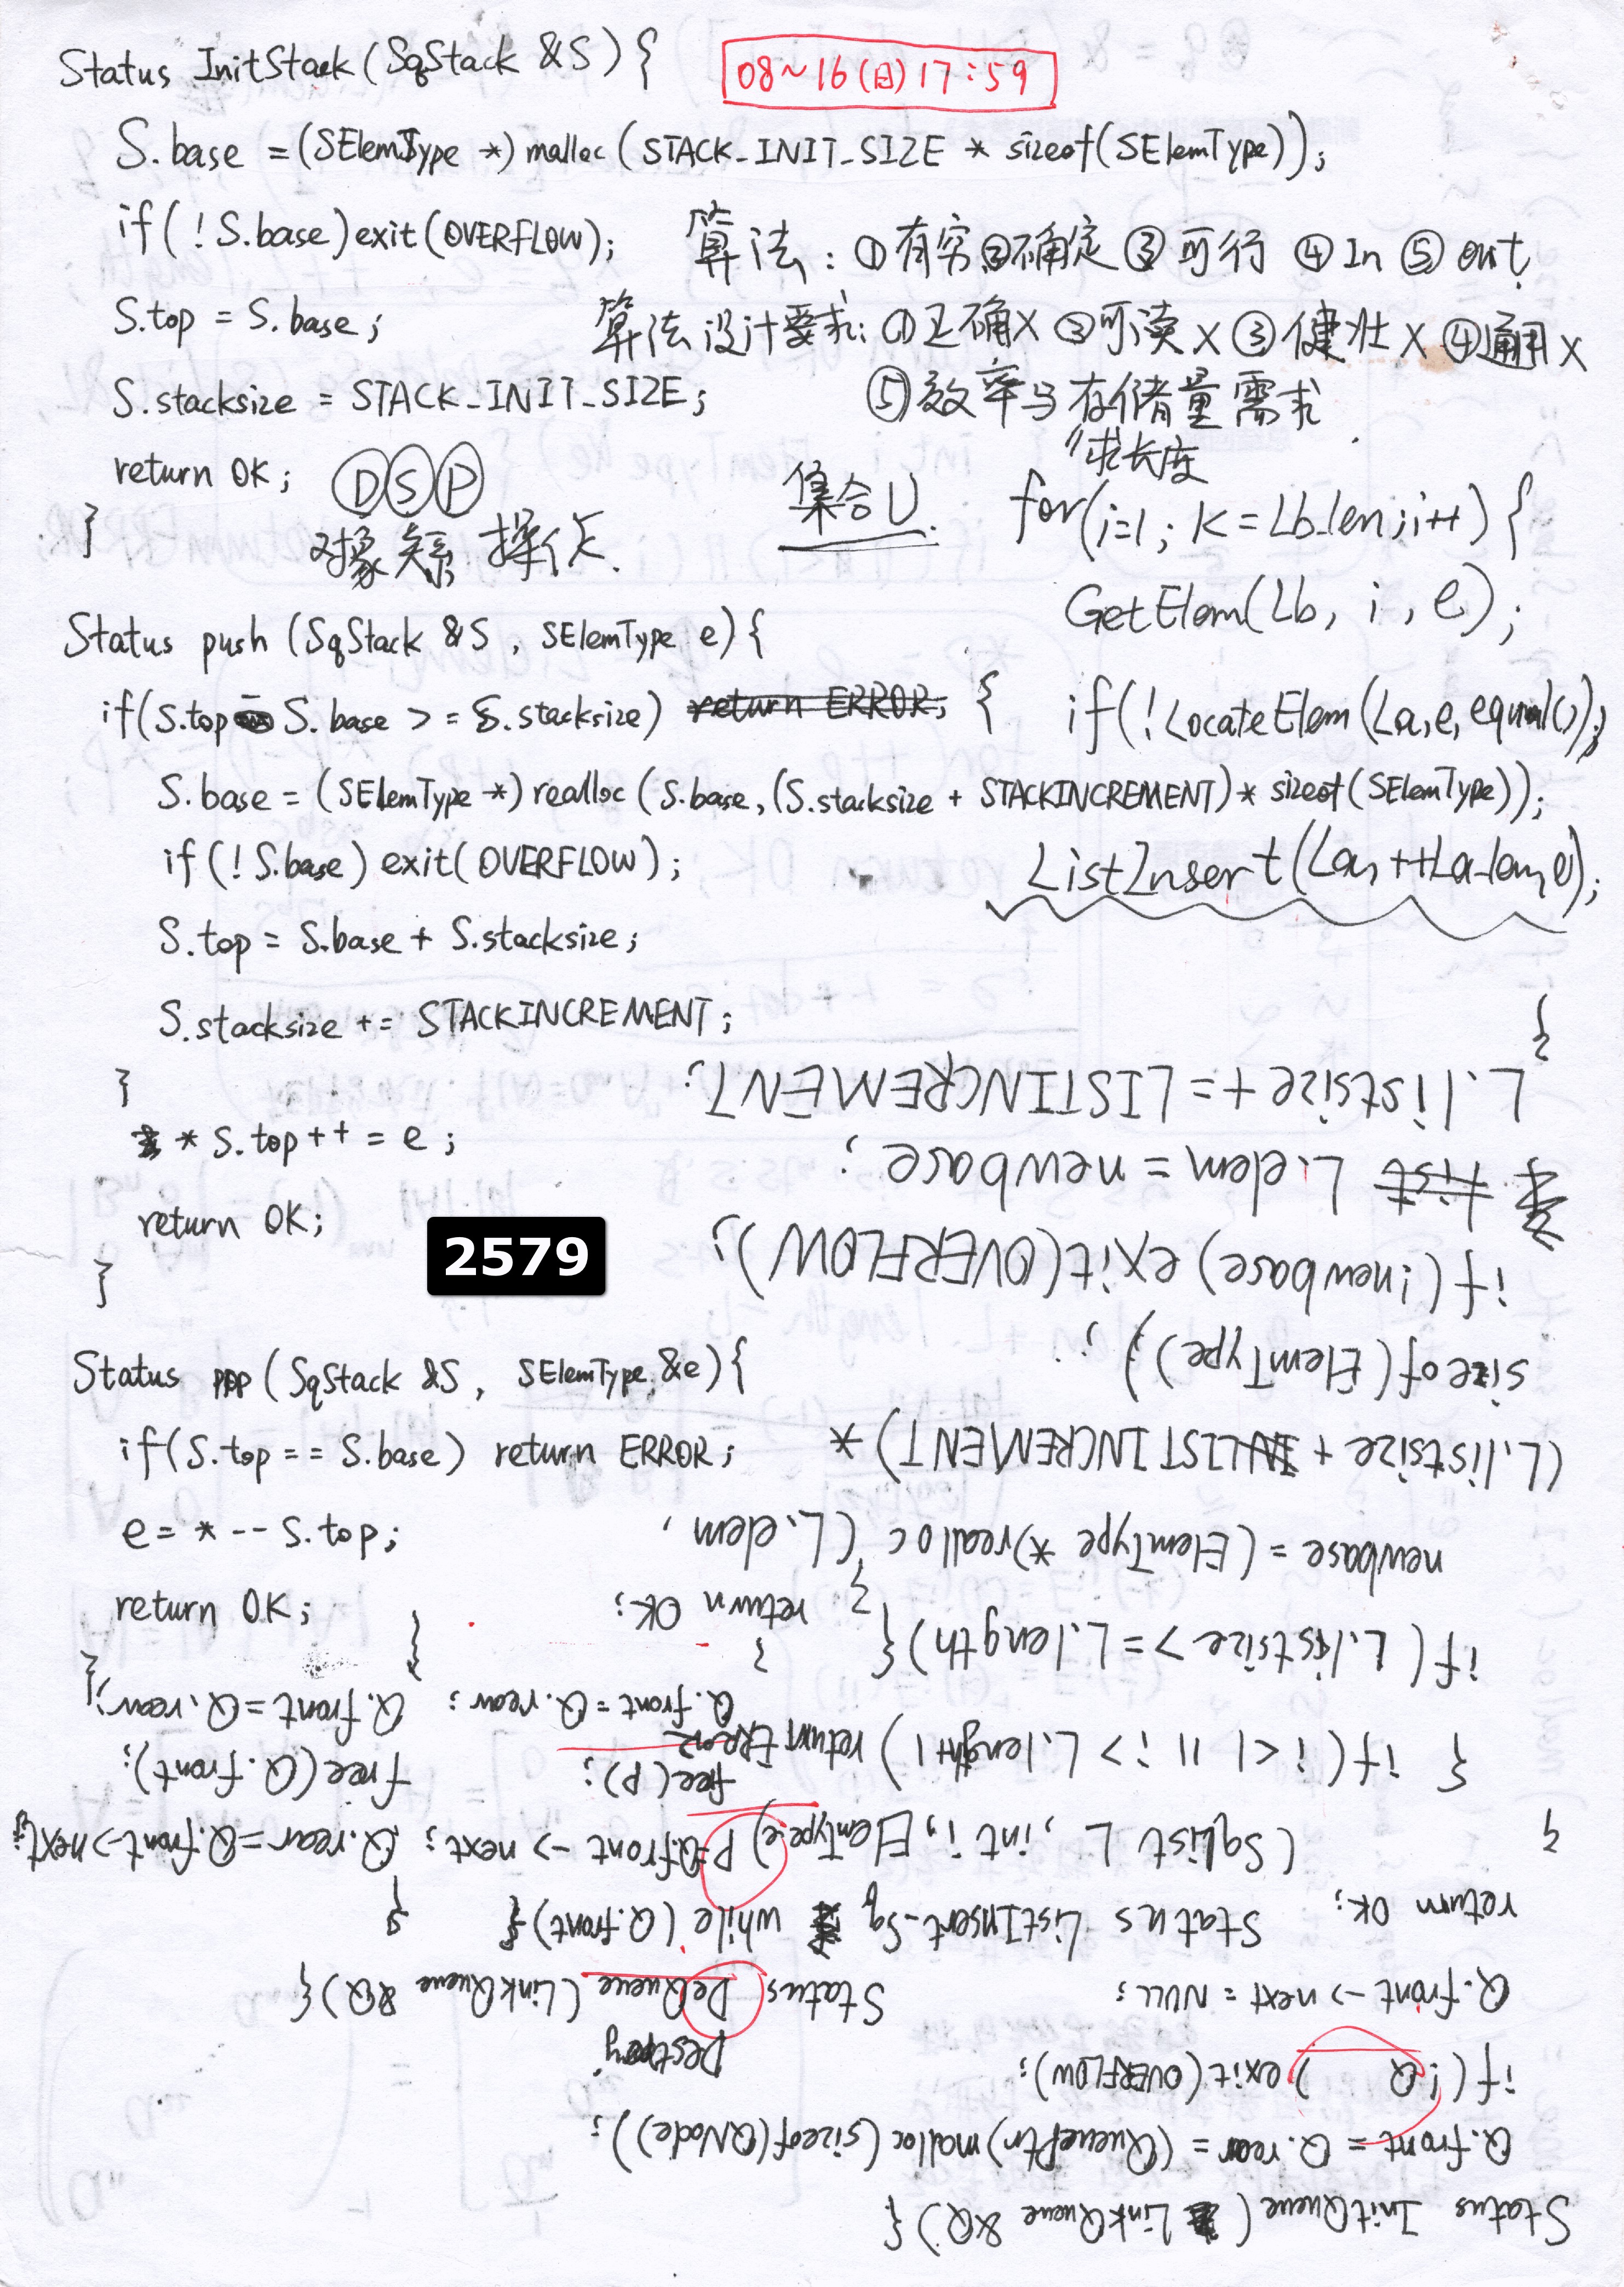 Status InitStack(SqStack &S){
08~16(日)17:59
S.base =(SElemType *) malloc (STACK_INIT_SIZE * sizeof(SElemType));
if(!S.base)exit(OVERFLOW);
算法:①有穷②确定③可行④In⑤out
S.top = S.base;
算法设计要求:①正确X②可读X③健壮X④通用X
S.stacksize = STACK_INIT_SIZE;
⑤效率与存储量需求
return OK;
DSP
对象关系操作.
}
集合U.
"求长度
for(i=1; K=Lb_len;i++){
GetElem(Lb, i, e);
if(!LocateElem(La,e,equal());
ListInsert(La,++La_len,e);
Status push (SqStack &S, SElemType e){
if(S.top - S.base >= S.stacksize) return ERROR; {
S.base = (SElemType *) realloc (S.base,(S.stacksize + STACKINCREMENT)* sizeof(SElemType));
if(!S.base) exit(OVERFLOW);
S.top = S.base + S.stacksize;
S.stacksize += STACKINCREMENT;
}
* S.top++ = e;
return OK;
}
2579
Status pop (SqStack &S, SElemType &e){
if(S.top == S.base) return ERROR;
e = * -- S.top;
return OK;
}
Status InitQueue(LinkQueue &Q){
Q.front = Q.rear = (QueuePtr)malloc(sizeof(QNode));
if(!Q ) exit(OVERFLOW);
Q.front -> next = NULL;
return OK;
}
Destroy
Status DeQueue(LinkQueue &Q){
while(Q.front){
P=Q.front -> next;
free(P);
Q.front = Q.rear;
}
return OK;
}
{
Q.rear=Q.front->next;
free(Q.front);
Q.front=Q.rear;
}
Status ListInsert_Sq
(SqList L, int i, ElemType e)
{ if(i<1 || i>L.lenght+1) return ERROR
if(L.listsize >= L.length){
newbase = (ElemType *)realloc(L.elem,
(L.listsize + LISTINCREMENT)*
sizeof(ElemType));
if(!newbase) exit(OVERFLOW);
L.elem = newbase;
L.listsize += LISTINCREMENT;
}